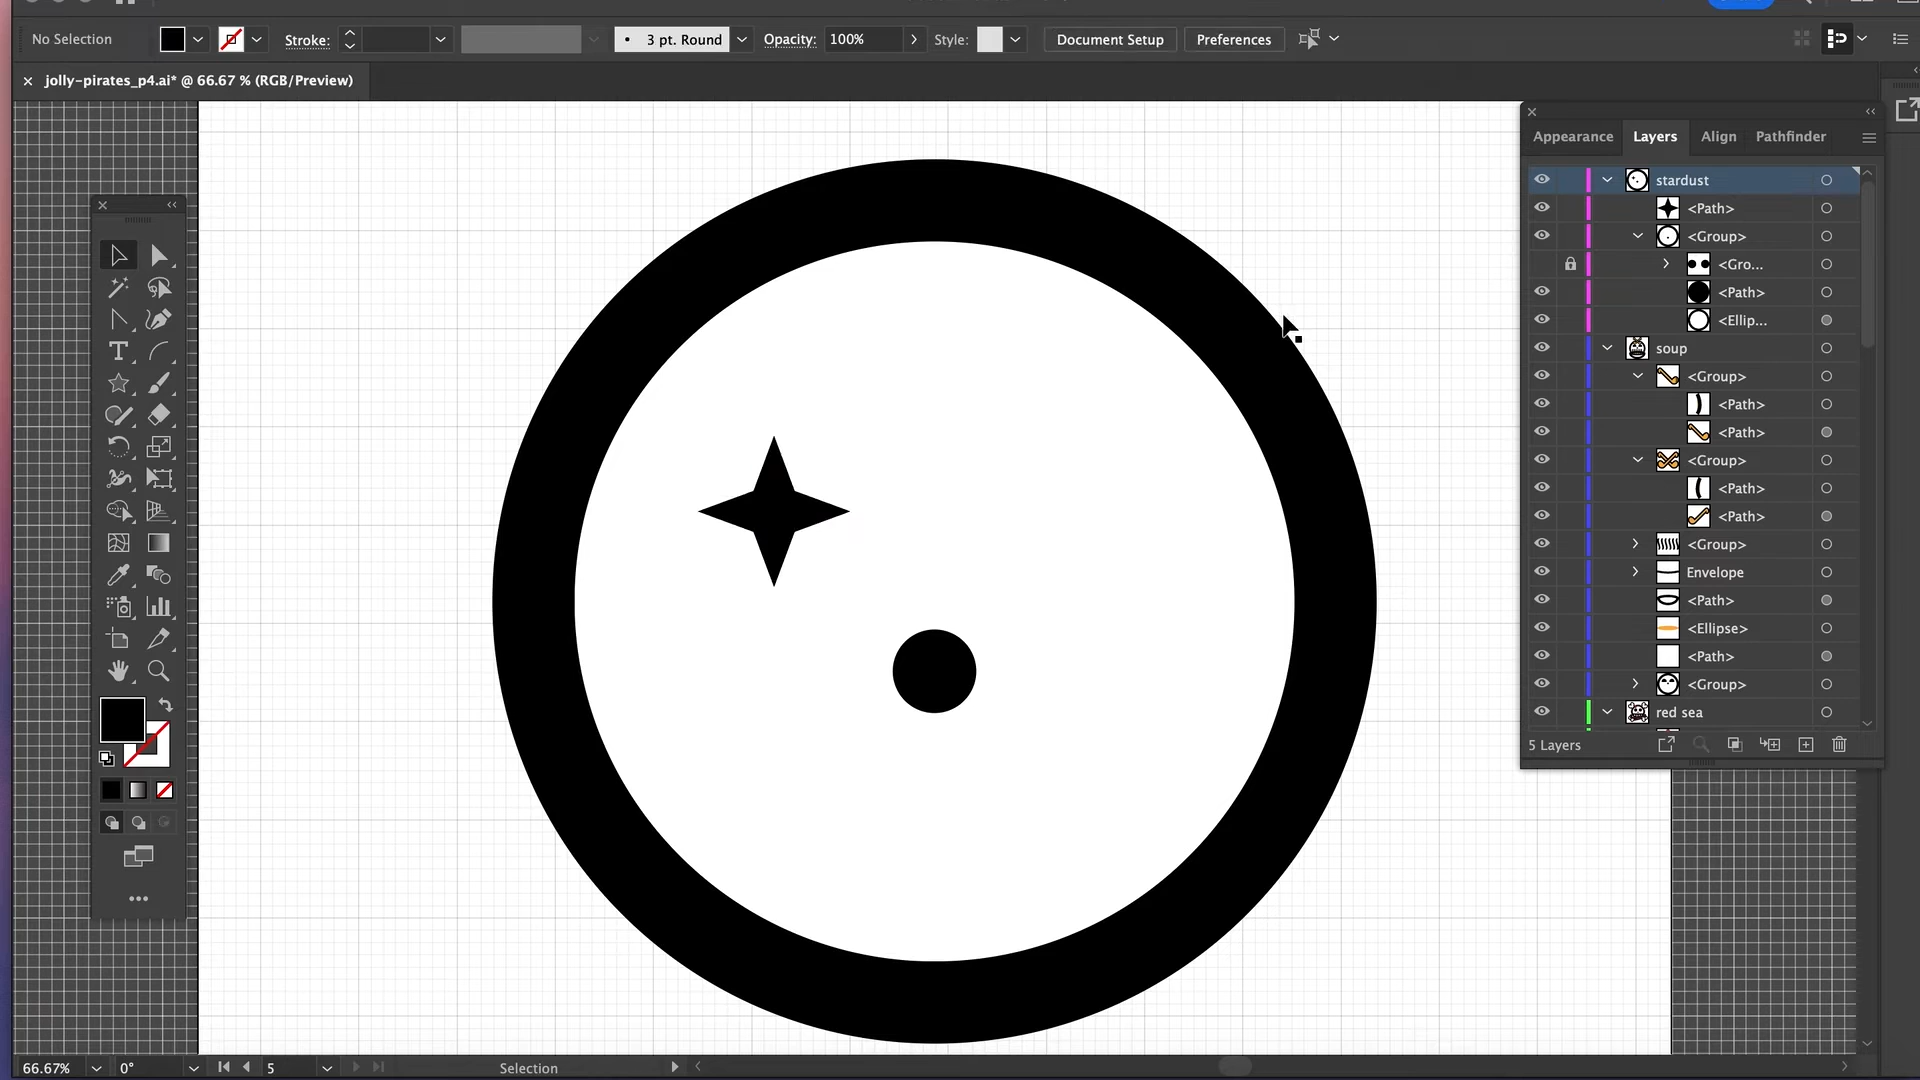 No Selection
Stroke:
3 pt. Round
Opacity:
100%
Style:
Document Setup
Preferences
jolly-pirates_p4.ai* @ 66.67 % (RGB/Preview)
Appearance
Layers
Align
Pathfinder
stardust
<Path>
<Group>
<Gro...
<Path>
<Ellip...
soup
<Group>
<Path>
<Path>
<Group>
<Path>
<Path>
<Group>
Envelope
<Path>
<Ellipse>
<Path>
<Group>
red sea
5 Layers
66.67%
0°
5
Selection